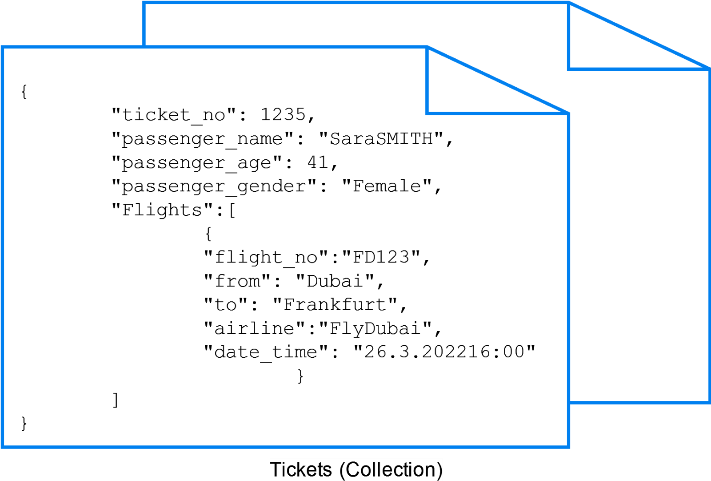 {
"ticket_no": 1235,
"passenger_name": "SaraSMITH",
"passenger_age": 41,
"passenger_gender": "Female",
"Flights":[
{
"flight_no":"FD123",
"from": "Dubai",
"to": "Frankfurt",
"airline":"FlyDubai",
"date_time": "26.3.202216:00"
}
]
}
Tickets (Collection)